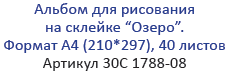 Альбом для рисования
на склейке “Озеро”.
Формат А4 (210*297), 40 листов
Артикул 30С 1788-08